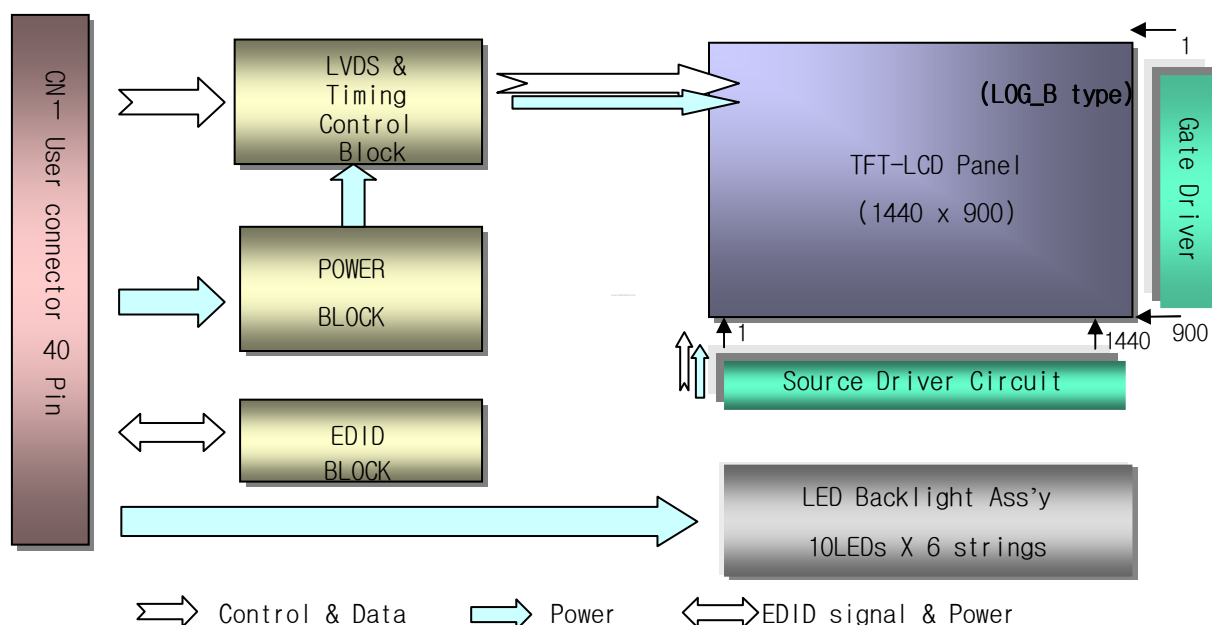 CN-1 User connector 40 Pin
LVDS &
Timing
Control
Block
POWER
BLOCK
EDID
BLOCK
(LOG_B type)
TFT-LCD Panel
(1440 x 900)
1
Gate Driver
900
1
1440
Source Driver Circuit
LED Backlight Ass’y
10LEDs X 6 strings
Control & Data
Power
EDID signal & Power